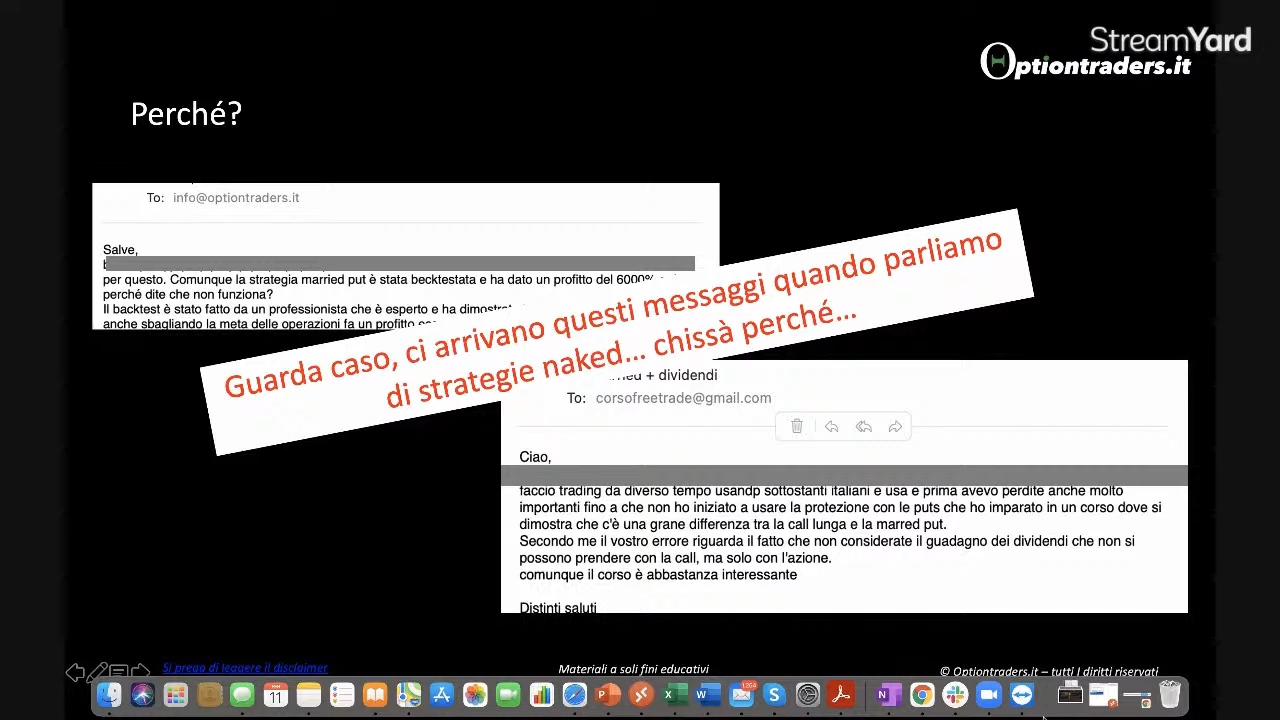 StreamYard
Optiontraders.it
Perché?
To: info@optiontraders.it
Salve,
per questo. Comunque la strategia married put è stata becktestata e ha dato un profitto del 6000%
perché dite che non funziona?
Il backtest è stato fatto da un professionista che è esperto e ha
anche sbagliando la meta delle operazioni fa un profitto
Guarda caso, ci arrivano questi messaggi quando parliamo
di strategie naked... chissà perché...
+ dividendi
To: corsofreetrade@gmail.com
Ciao,
faccio trading da diverso tempo usandp sottostanti italiani e usa e prima avevo perdite anche molto
importanti fino a che non ho iniziato a usare la protezione con le puts che ho imparato in un corso dove si
dimostra che c'è una grane differenza tra la call lunga e la marred put.
Secondo me il vostro errore riguarda il fatto che non considerate il guadagno dei dividendi che non si
possono prendere con la call, ma solo con l'azione.
comunque il corso è abbastanza interessante
Distinti saluti
Si prega di leggere il disclaimer
Materiali a soli fini educativi
© Optiontraders.it – tutti I diritti riservati
11